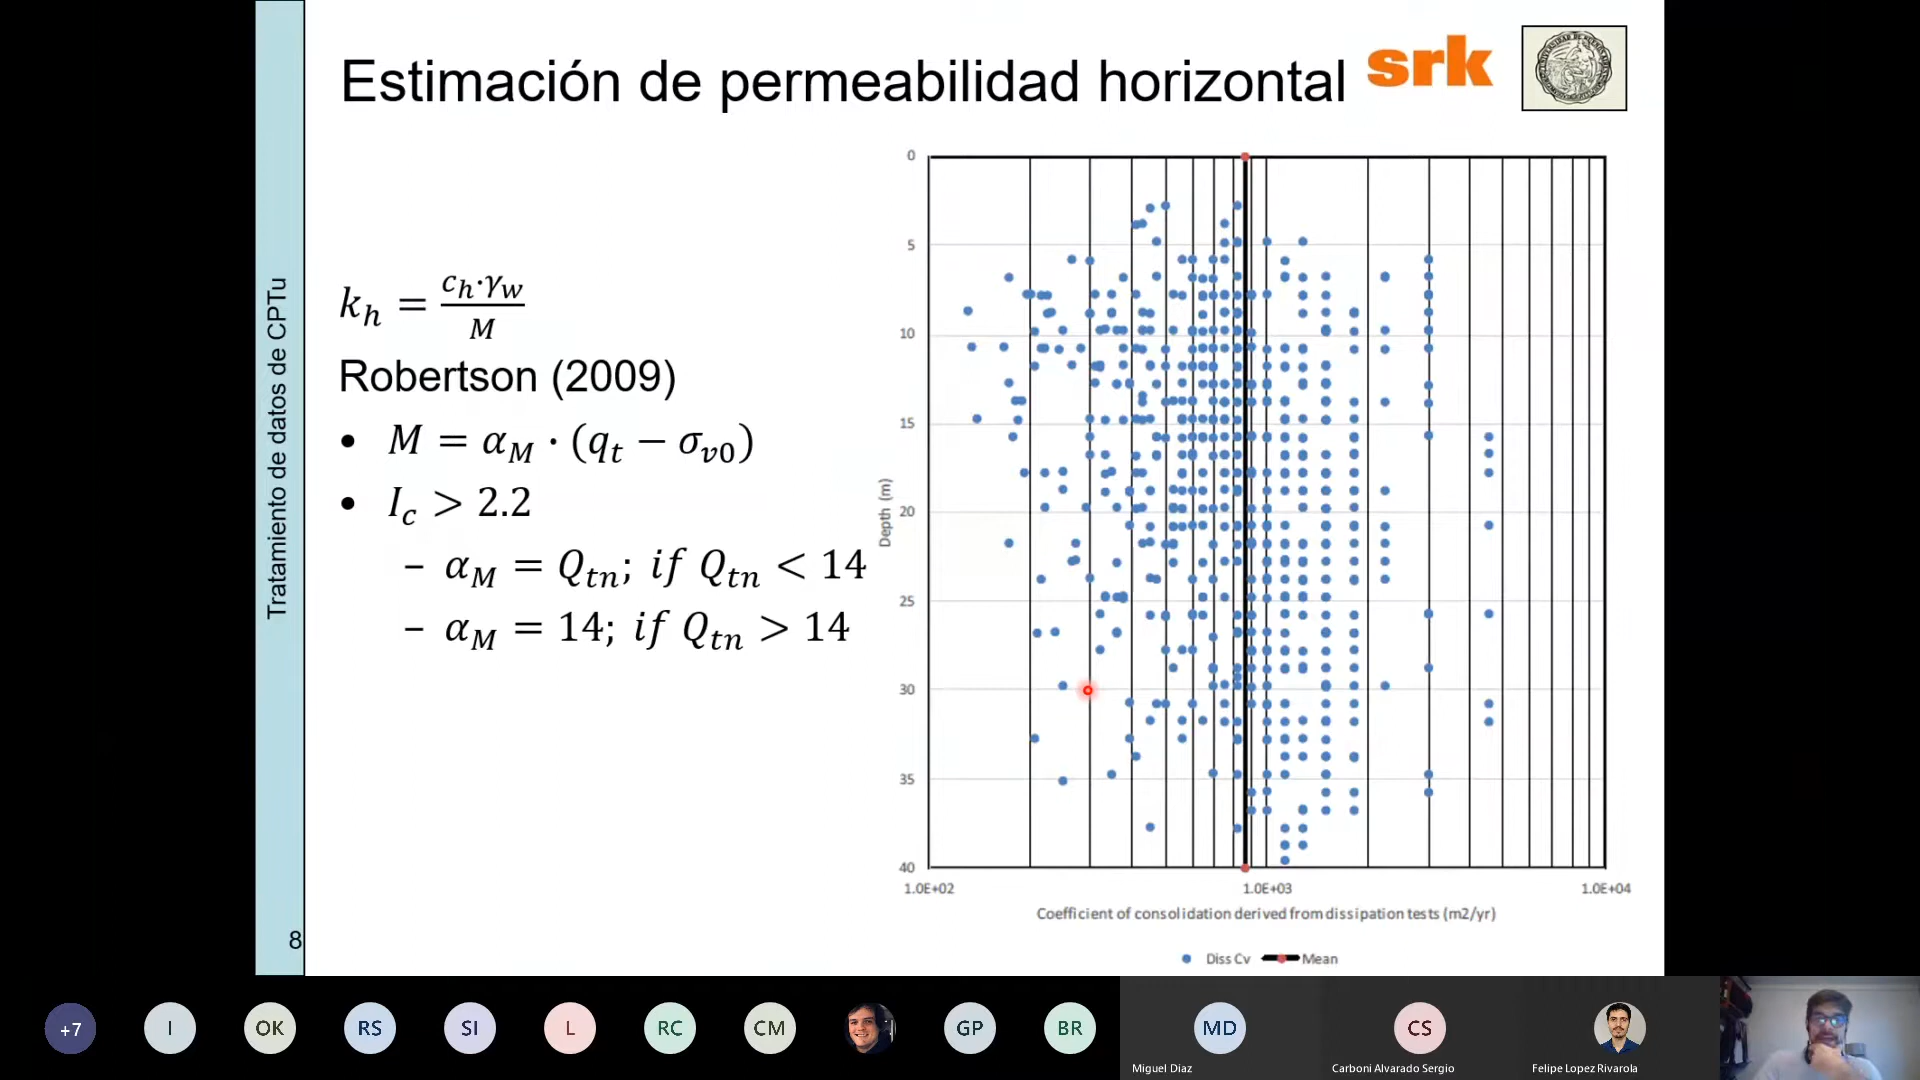 Estimación de permeabilidad horizontal
srk
Tratamiento de datos de CPTu
k_h = c_h·γ_w / M
Robertson (2009)
• M = α_M · (q_t − σ_v0)
• I_c > 2.2
– α_M = Q_tn; if Q_tn < 14
– α_M = 14; if Q_tn > 14
8
0
5
10
15
20
25
30
35
40
Depth (m)
1.0E+02
1.0E+03
1.0E+04
Coefficient of consolidation derived from dissipation tests (m2/yr)
Diss Cv
Mean
+7
I
OK
RS
SI
L
RC
CM
GP
BR
MD
CS
Miguel Diaz
Carboni Alvarado Sergio
Felipe Lopez Rivarola